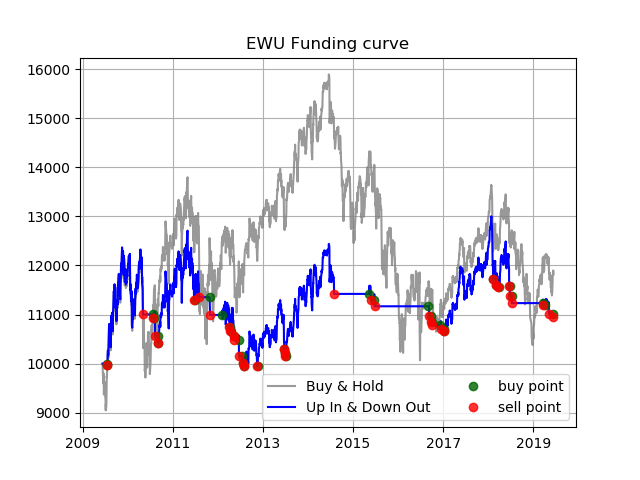 EWU Funding curve
16000
15000
14000
13000
12000
11000
10000
9000
Buy & Hold
Up In & Down Out
buy point
sell point
2009
2011
2013
2015
2017
2019